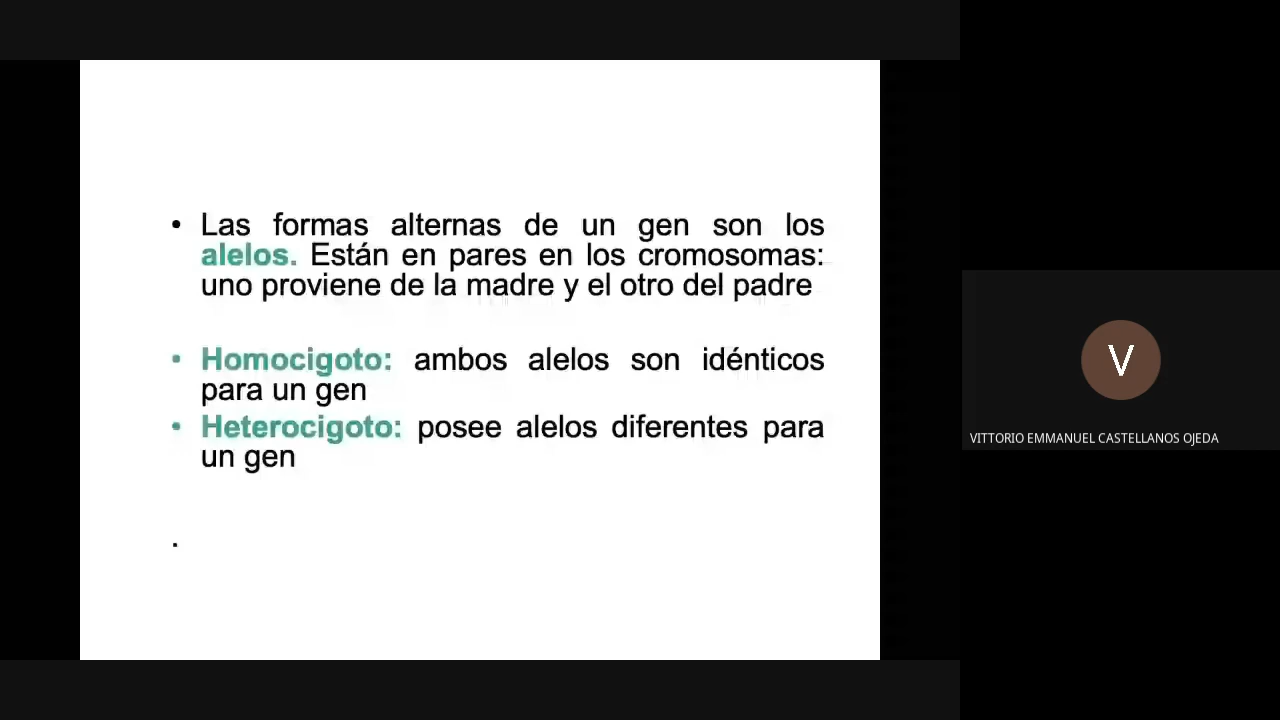 • Las formas alternas de un gen son los
alelos. Están en pares en los cromosomas:
uno proviene de la madre y el otro del padre
• Homocigoto: ambos alelos son idénticos
para un gen
• Heterocigoto: posee alelos diferentes para
un gen
.
V
VITTORIO EMMANUEL CASTELLANOS OJEDA